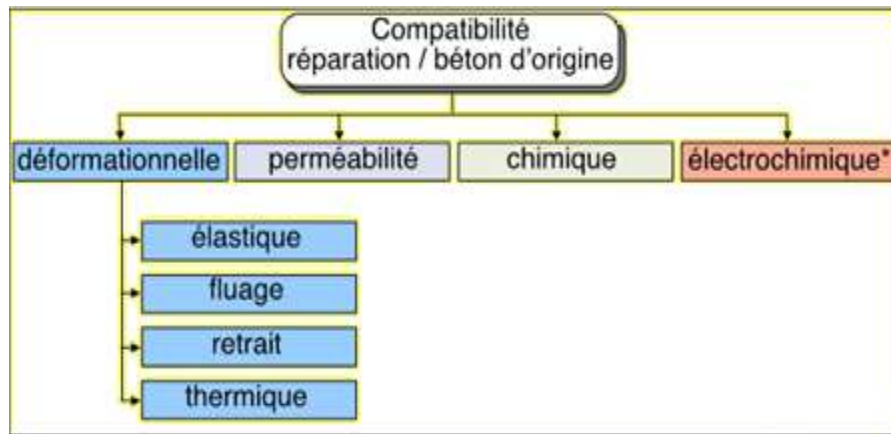 Compatibilité
réparation / béton d'origine
déformationnelle
perméabilité
chimique
électrochimique*
élastique
fluage
retrait
thermique